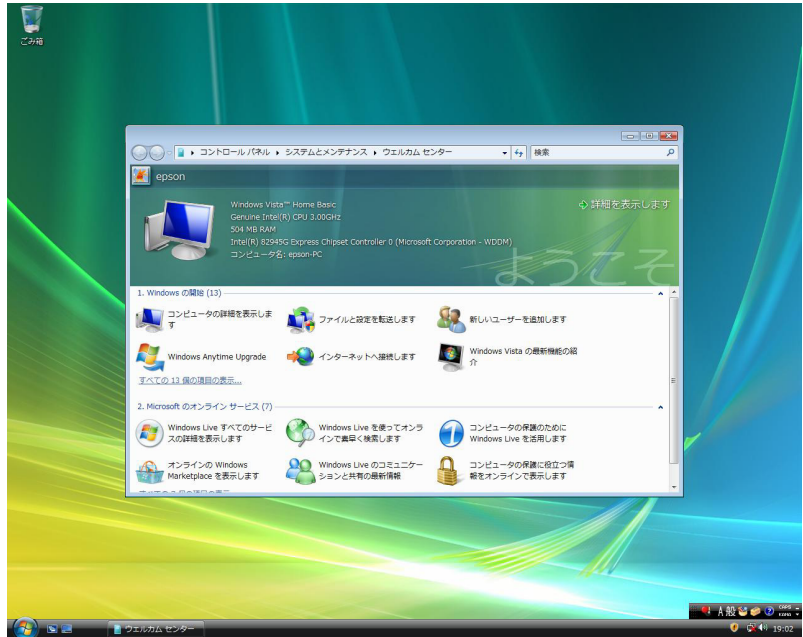 ごみ箱
コントロール パネル
システムとメンテナンス
ウエルカム センター
検索
epson
Windows Vista™ Home Basic
Genuine Intel(R) CPU 3.00GHz
504 MB RAM
Intel(R) 82945G Express Chipset Controller 0 (Microsoft Corporation - WDDM)
コンピュータ名: epson-PC
詳細を表示します
ようこそ
1. Windows の開始 (13)
コンピュータの詳細を表示しま
す
ファイルと設定を転送します
新しいユーザーを追加します
Windows Anytime Upgrade
インターネットへ接続します
Windows Vista の最新機能の紹
介
すべての 13 個の項目の表示...
2. Microsoft のオンライン サービス (7)
Windows Live すべてのサービ
スの詳細を表示します
Windows Live を使ってオンラ
インで素早く検索します
コンピュータの保護のために
Windows Live を活用します
オンラインの Windows
Marketplace を表示します
Windows Live のコミュニケー
ションと共有の最新情報
コンピュータの保護に役立つ情
報をオンラインで表示します
A 般
CAPS
KANA
ウエルカム センター
19:02